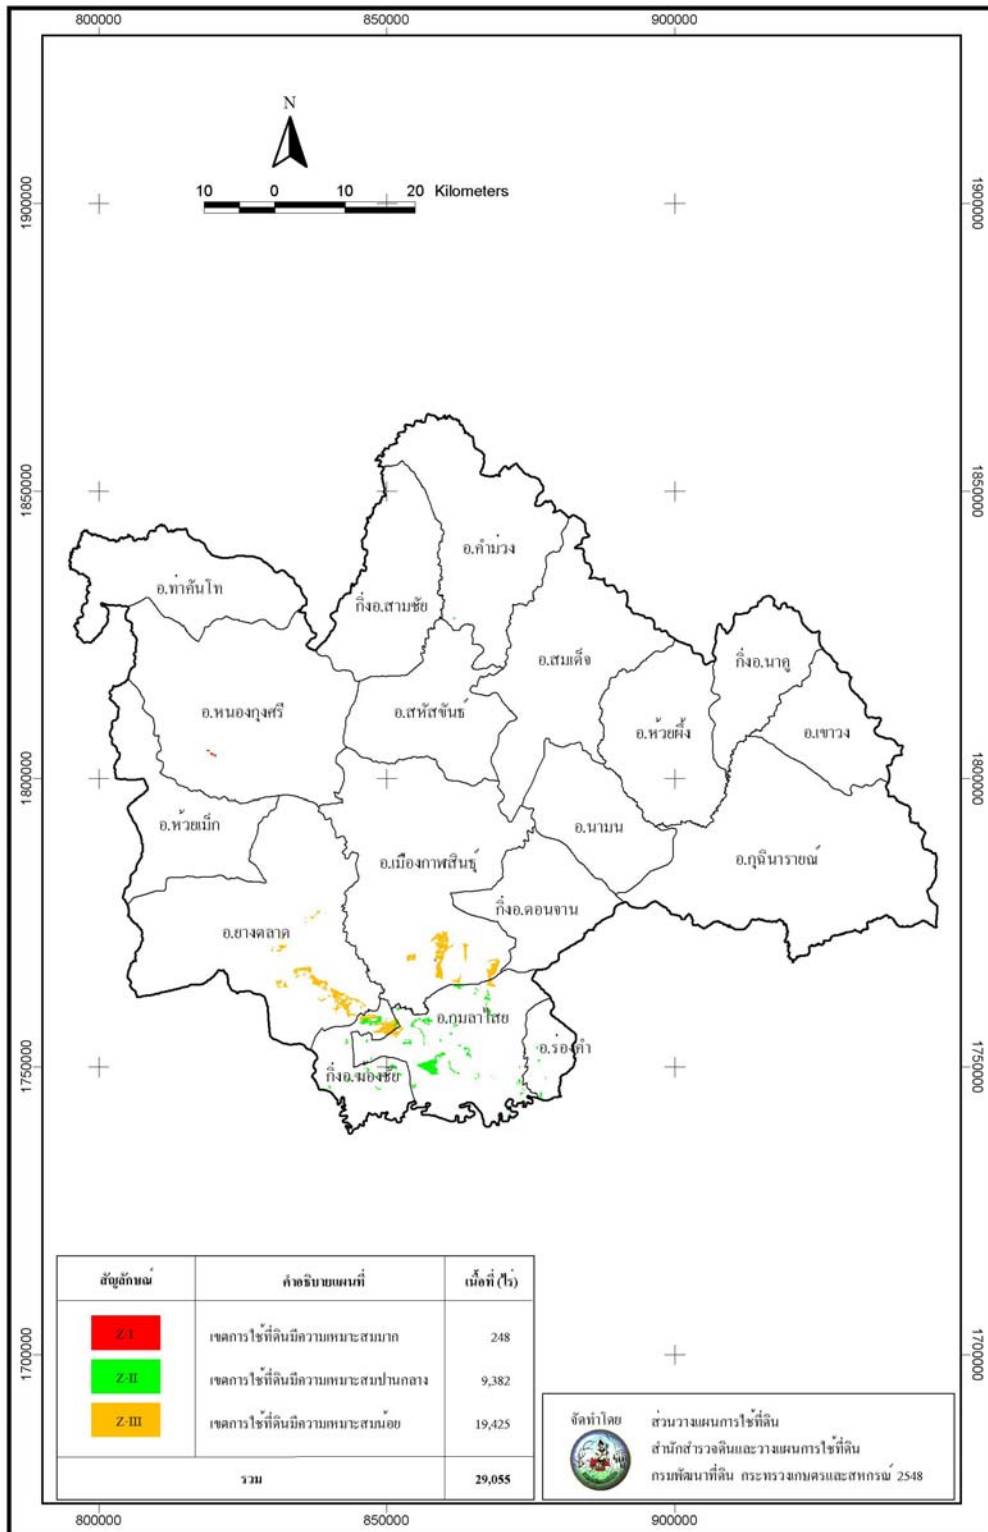 800000 850000 900000
N
10 0 10 20 Kilometers
1900000 1900000
1850000 1850000
อ.คำม่วง
อ.ท่าคันโท
กิ่งอ.สามชัย
อ.สมเด็จ
กิ่งอ.นาคู
อ.หนองกุงศรี
อ.สหัสขันธ์
อ.ห้วยผึ้ง
อ.เขาวง
1800000 1800000
อ.ห้วยเม็ก
อ.นามน
อ.เมืองกาฬสินธุ์
อ.กุฉินารายณ์
กิ่งอ.ดอนจาน
อ.ยางตลาด
อ.กมลาไสย
อ.ร่องคำ
กิ่งอ.ฆ้องชัย
1750000 1750000
สัญลักษณ์ คำอธิบายแผนที่ เนื้อที่ (ไร่)
Z-I เขตการใช้ที่ดินมีความเหมาะสมมาก 248
Z-II เขตการใช้ที่ดินมีความเหมาะสมปานกลาง 9,382
Z-III เขตการใช้ที่ดินมีความเหมาะสมน้อย 19,425
รวม 29,055
1700000 1700000
จัดทำโดย ส่วนวางแผนการใช้ที่ดิน
สำนักสำรวจดินและวางแผนการใช้ที่ดิน
กรมพัฒนาที่ดิน กระทรวงเกษตรและสหกรณ์ 2548
800000 850000 900000